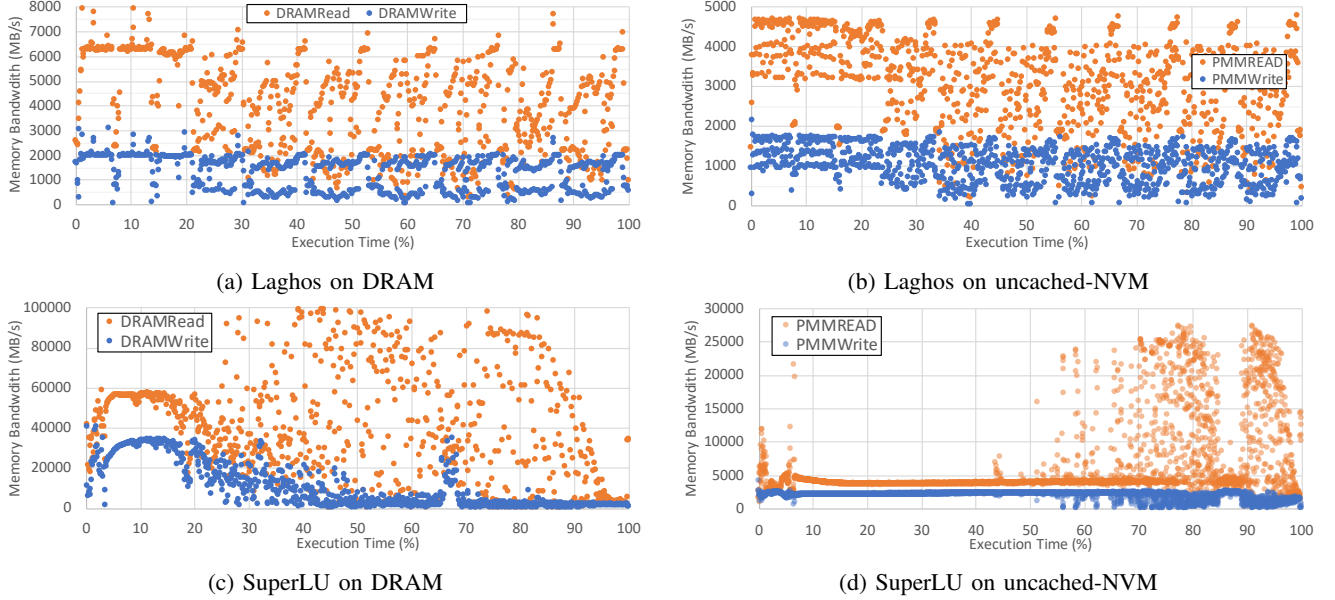 8000
7000
6000
5000
4000
3000
2000
1000
0
Memory Bandwdith (MB/s)
DRAMRead DRAMWrite
0 10 20 30 40 50 60 70 80 90 100
Execution Time (%)
(a) Laghos on DRAM
5000
4000
3000
2000
1000
0
Memory Bandwdith (MB/s)
PMMREAD
PMMWrite
0 10 20 30 40 50 60 70 80 90 100
Execution Time (%)
(b) Laghos on uncached-NVM
100000
80000
60000
40000
20000
0
Memory Bandwdith (MB/s)
DRAMRead
DRAMWrite
0 10 20 30 40 50 60 70 80 90 100
Execution Time (%)
(c) SuperLU on DRAM
30000
25000
20000
15000
10000
5000
0
Memory Bandwdith (MB/s)
PMMREAD
PMMWrite
0 10 20 30 40 50 60 70 80 90 100
Execution Time (%)
(d) SuperLU on uncached-NVM